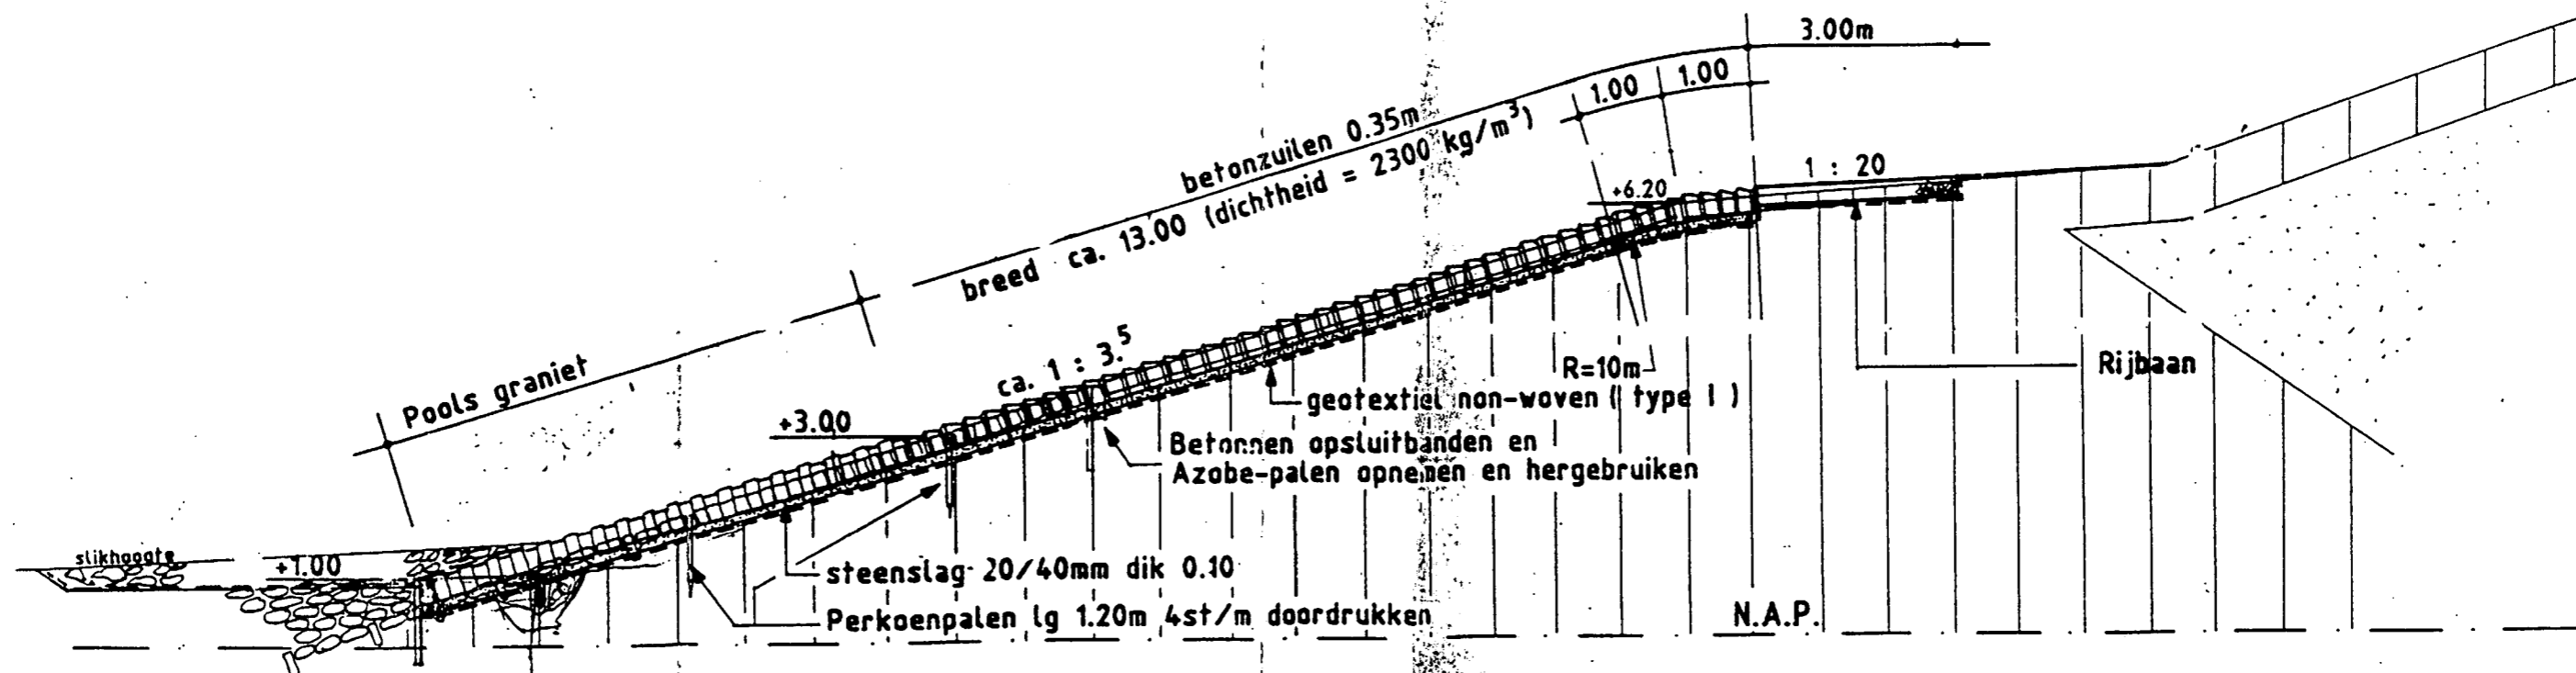 3.00m
1.00
1.00
betonzuilen 0.35m
breed ca. 13.00 (dichtheid = 2300 kg/m³)
+6.20
1 : 20
Pools graniet
ca. 1 : 3.⁵
R=10m
Rijbaan
geotextiel non-woven ( type I )
+3.00
Betonnen opsluitbanden en
Azobe-palen opnemen en hergebruiken
slikhoogte
+1.00
steenslag 20/40mm dik 0.10
Perkoenpalen lg 1.20m 4st/m doordrukken
N.A.P.